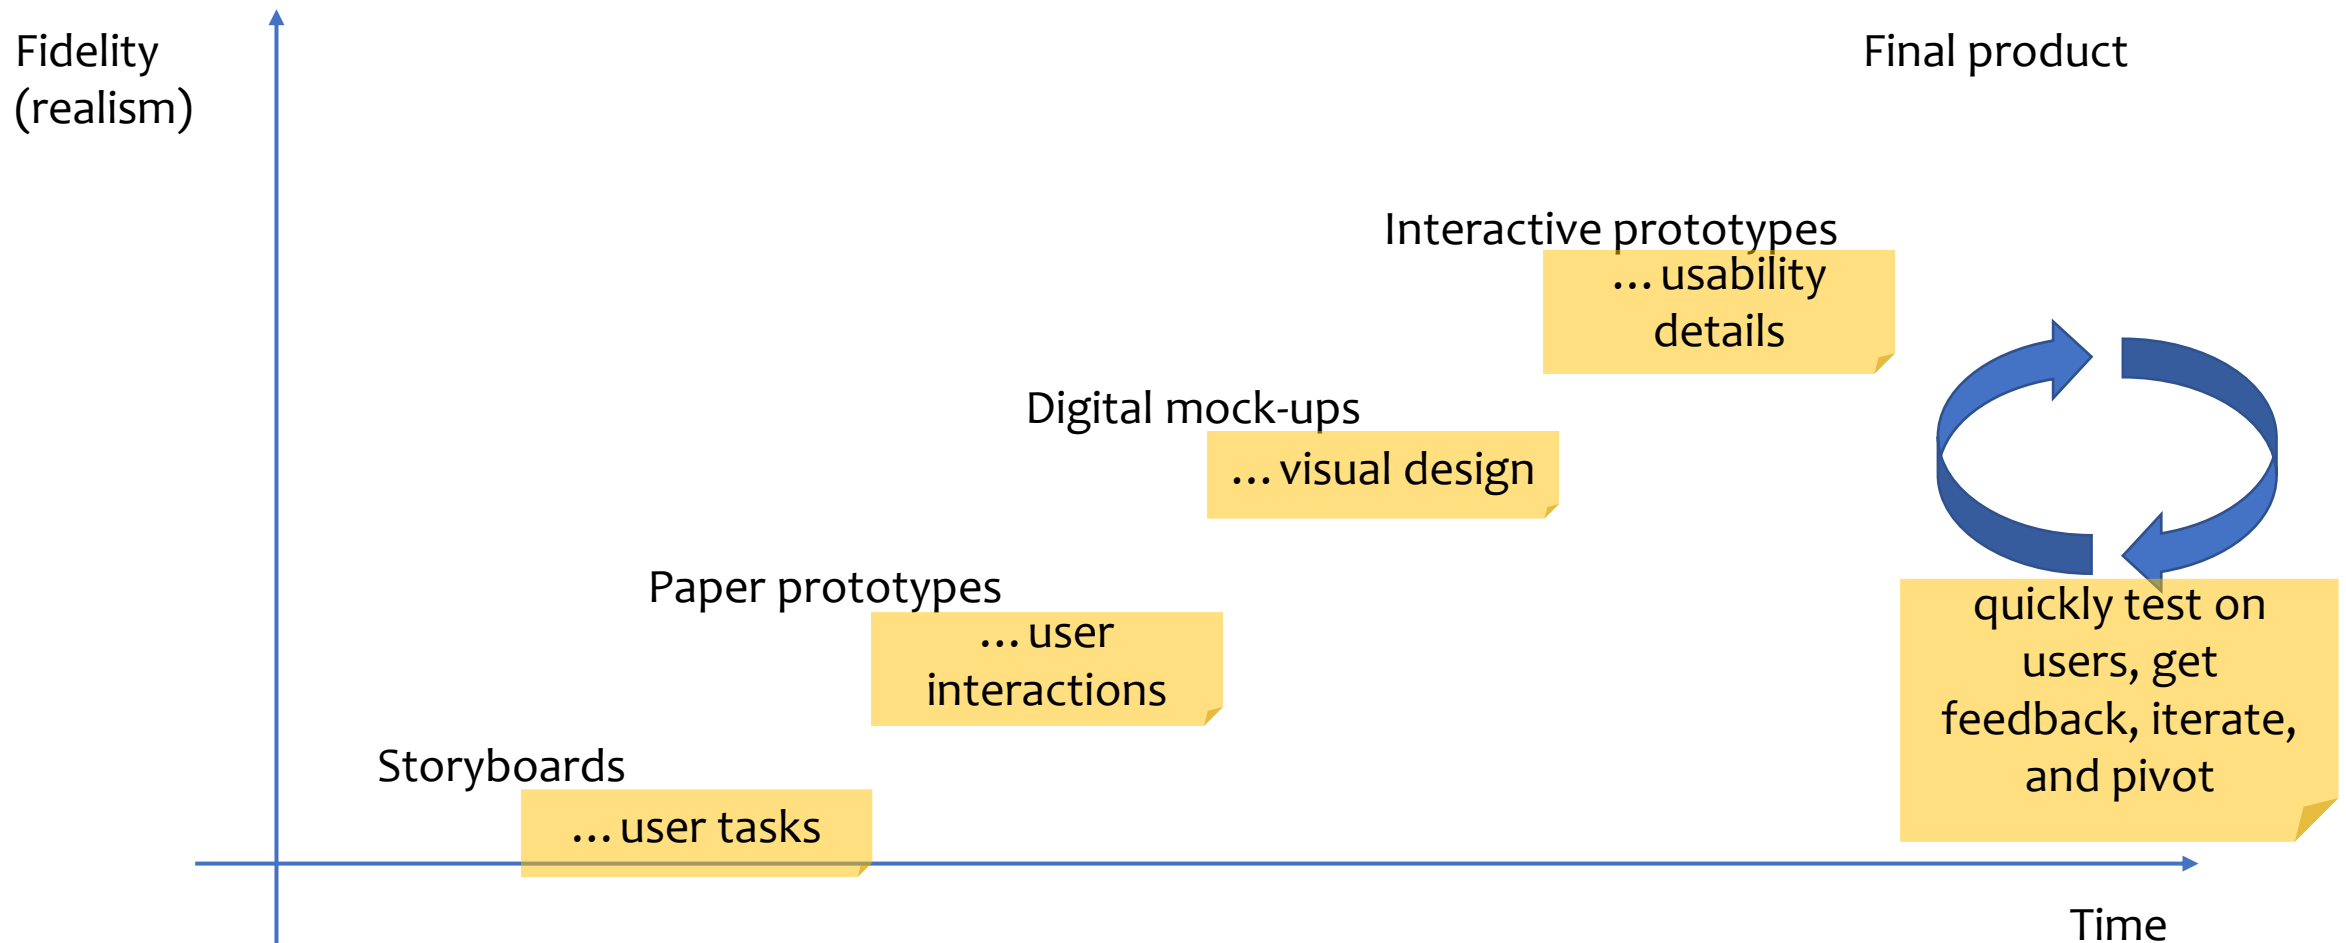 Fidelity
(realism)
Final product
Interactive prototypes
... usability
details
Digital mock-ups
... visual design
Paper prototypes
... user
interactions
quickly test on
users, get
feedback, iterate,
and pivot
Storyboards
... user tasks
Time